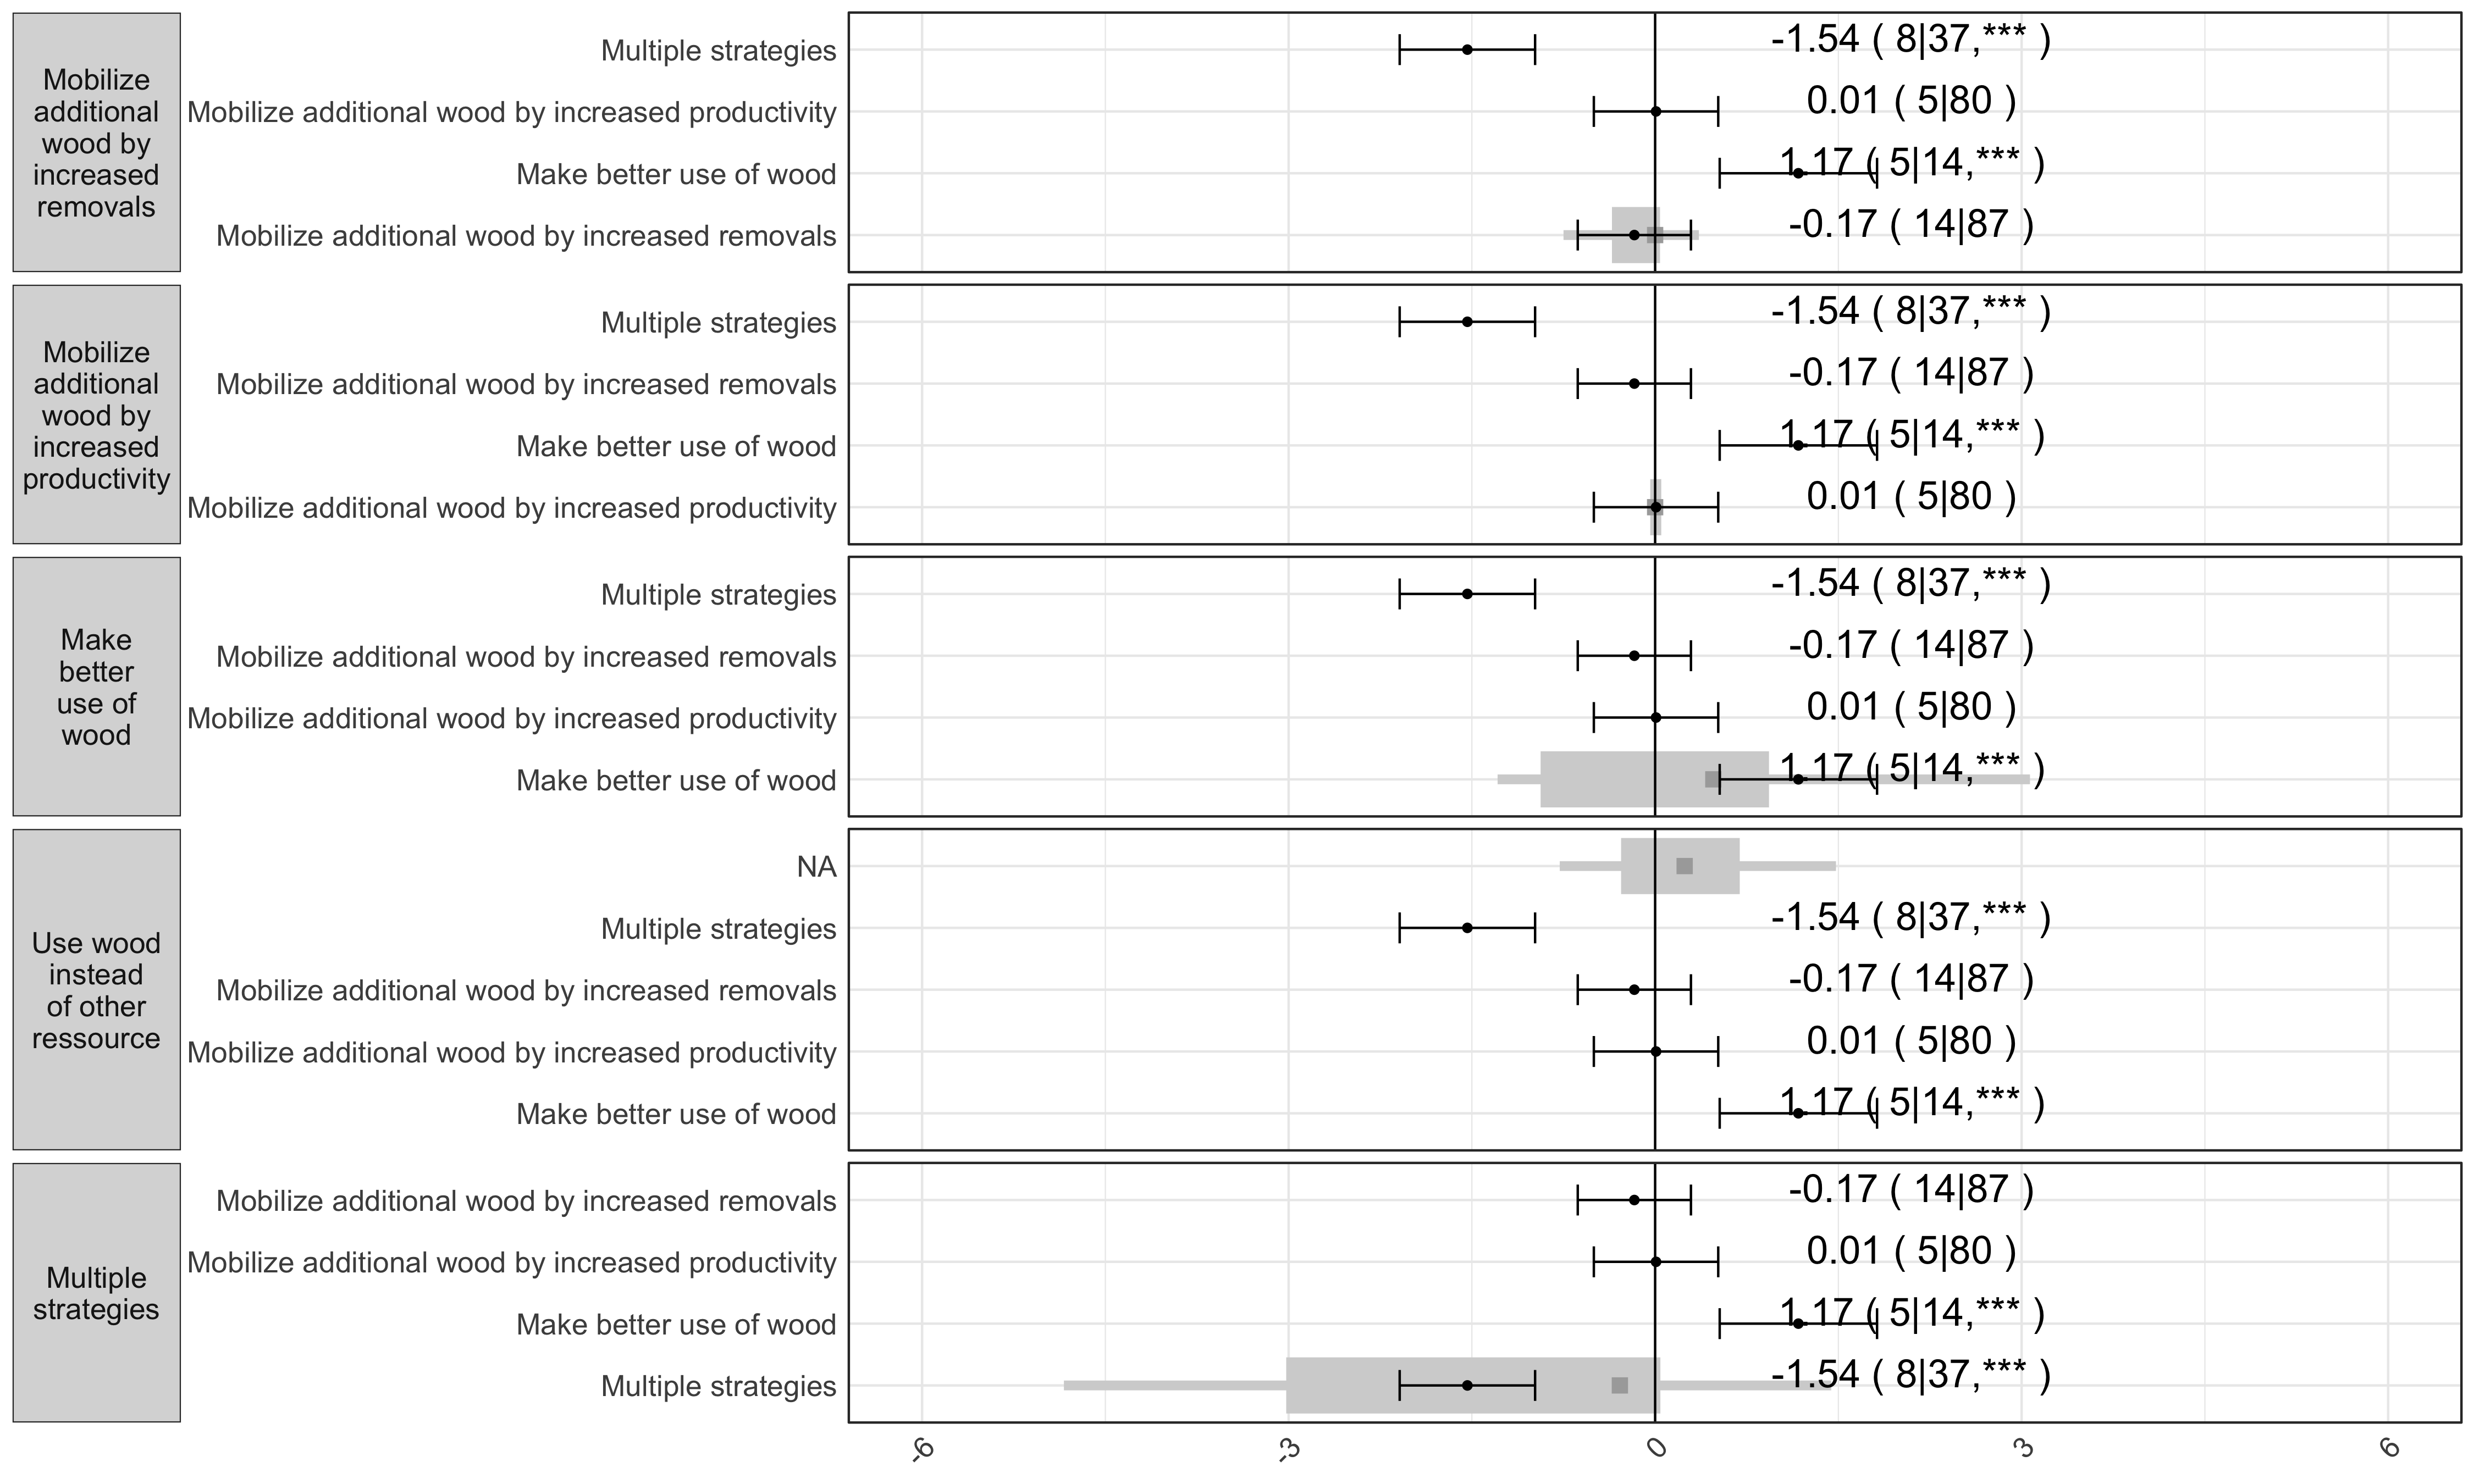 Mobilize
additional
wood by
increased
removals
Multiple strategies
-1.54 ( 8|37,*** )
Mobilize additional wood by increased productivity
0.01 ( 5|80 )
Make better use of wood
1.17 ( 5|14,*** )
Mobilize additional wood by increased removals
-0.17 ( 14|87 )
Mobilize
additional
wood by
increased
productivity
Multiple strategies
-1.54 ( 8|37,*** )
Mobilize additional wood by increased removals
-0.17 ( 14|87 )
Make better use of wood
1.17 ( 5|14,*** )
Mobilize additional wood by increased productivity
0.01 ( 5|80 )
Make
better
use of
wood
Multiple strategies
-1.54 ( 8|37,*** )
Mobilize additional wood by increased removals
-0.17 ( 14|87 )
Mobilize additional wood by increased productivity
0.01 ( 5|80 )
Make better use of wood
1.17 ( 5|14,*** )
Use wood
instead
of other
ressource
NA
Multiple strategies
-1.54 ( 8|37,*** )
Mobilize additional wood by increased removals
-0.17 ( 14|87 )
Mobilize additional wood by increased productivity
0.01 ( 5|80 )
Make better use of wood
1.17 ( 5|14,*** )
Multiple
strategies
Mobilize additional wood by increased removals
-0.17 ( 14|87 )
Mobilize additional wood by increased productivity
0.01 ( 5|80 )
Make better use of wood
1.17 ( 5|14,*** )
Multiple strategies
-1.54 ( 8|37,*** )
-6
-3
0
3
6